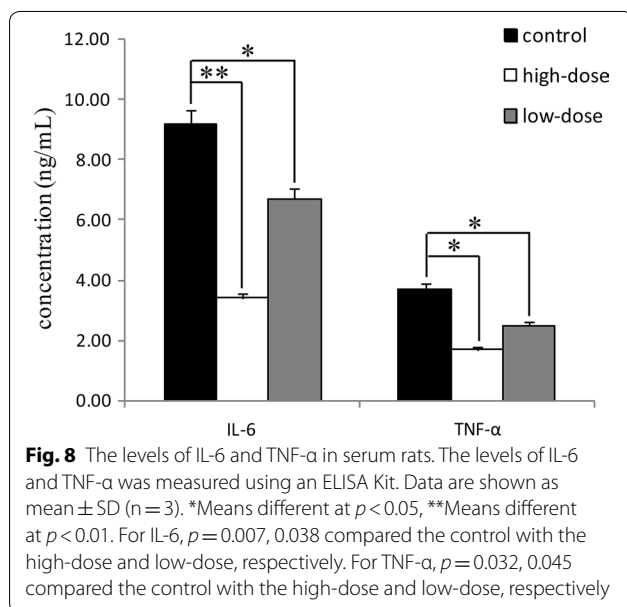 12.00
10.00
8.00
6.00
4.00
2.00
0.00
concentration (ng/mL)
control
high-dose
low-dose
*
**
*
*
IL-6
TNF-α
Fig. 8 The levels of IL-6 and TNF-α in serum rats. The levels of IL-6
and TNF-α was measured using an ELISA Kit. Data are shown as
mean ± SD (n = 3). *Means different at p < 0.05, **Means different
at p < 0.01. For IL-6, p = 0.007, 0.038 compared the control with the
high-dose and low-dose, respectively. For TNF-α, p = 0.032, 0.045
compared the control with the high-dose and low-dose, respectively